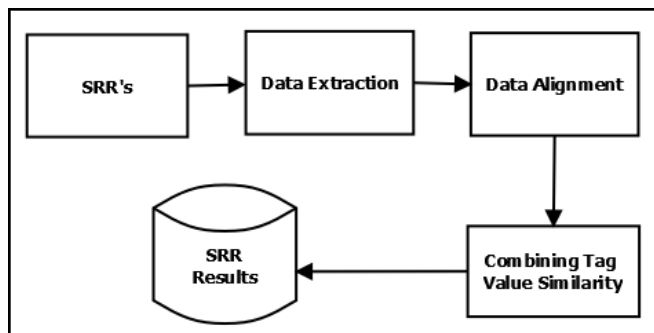 SRR's
Data Extraction
Data Alignment
SRR
Results
Combining Tag
Value Similarity